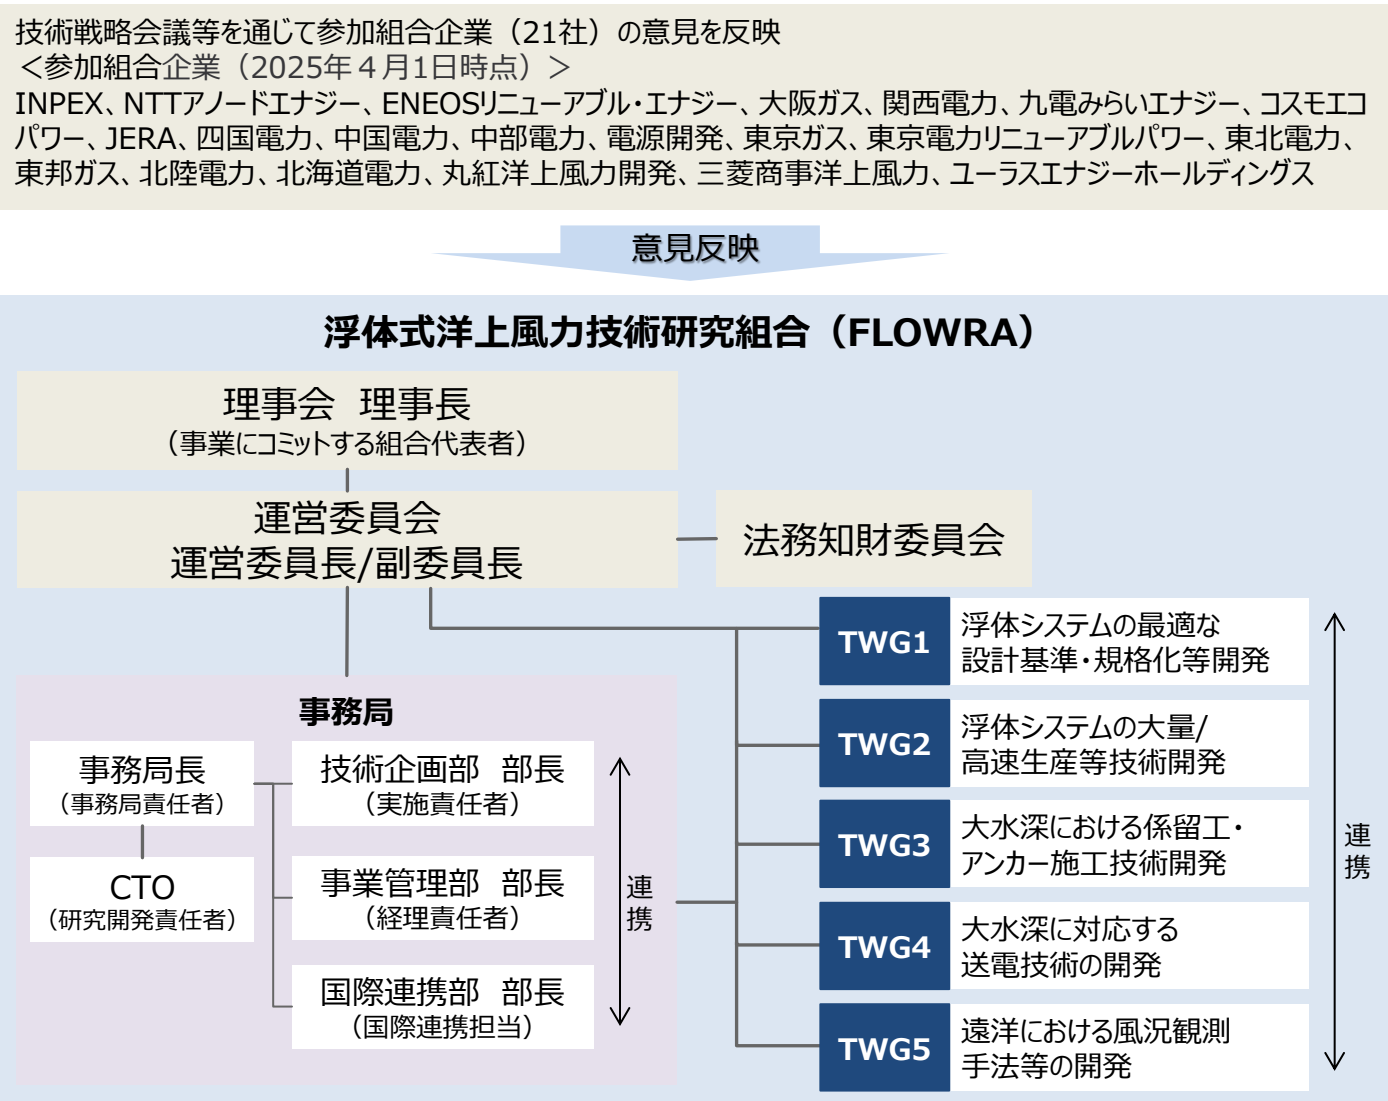 技術戦略会議等を通じて参加組合企業（21社）の意見を反映
＜参加組合企業（2025年４月1日時点）＞
INPEX、NTTアノードエナジー、ENEOSリニューアブル・エナジー、大阪ガス、関西電力、九電みらいエナジー、コスモエコ
パワー、JERA、四国電力、中国電力、中部電力、電源開発、東京ガス、東京電力リニューアブルパワー、東北電力、
東邦ガス、北陸電力、北海道電力、丸紅洋上風力開発、三菱商事洋上風力、ユーラスエナジーホールディングス
意見反映
浮体式洋上風力技術研究組合（FLOWRA）
理事会　理事長
（事業にコミットする組合代表者）
運営委員会
運営委員長/副委員長
法務知財委員会
事務局
事務局長
（事務局責任者）
CTO
（研究開発責任者）
技術企画部　部長
（実施責任者）
事業管理部　部長
（経理責任者）
国際連携部　部長
（国際連携担当）
連
携
TWG1
浮体システムの最適な
設計基準・規格化等開発
TWG2
浮体システムの大量/
高速生産等技術開発
TWG3
大水深における係留工・
アンカー施工技術開発
TWG4
大水深に対応する
送電技術の開発
TWG5
遠洋における風況観測
手法等の開発
連
携